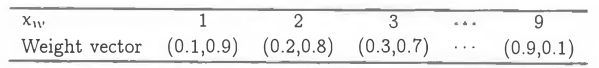 x_w 1 2 3 ... 9
Weight vector (0.1,0.9) (0.2,0.8) (0.3,0.7) ... (0.9,0.1)